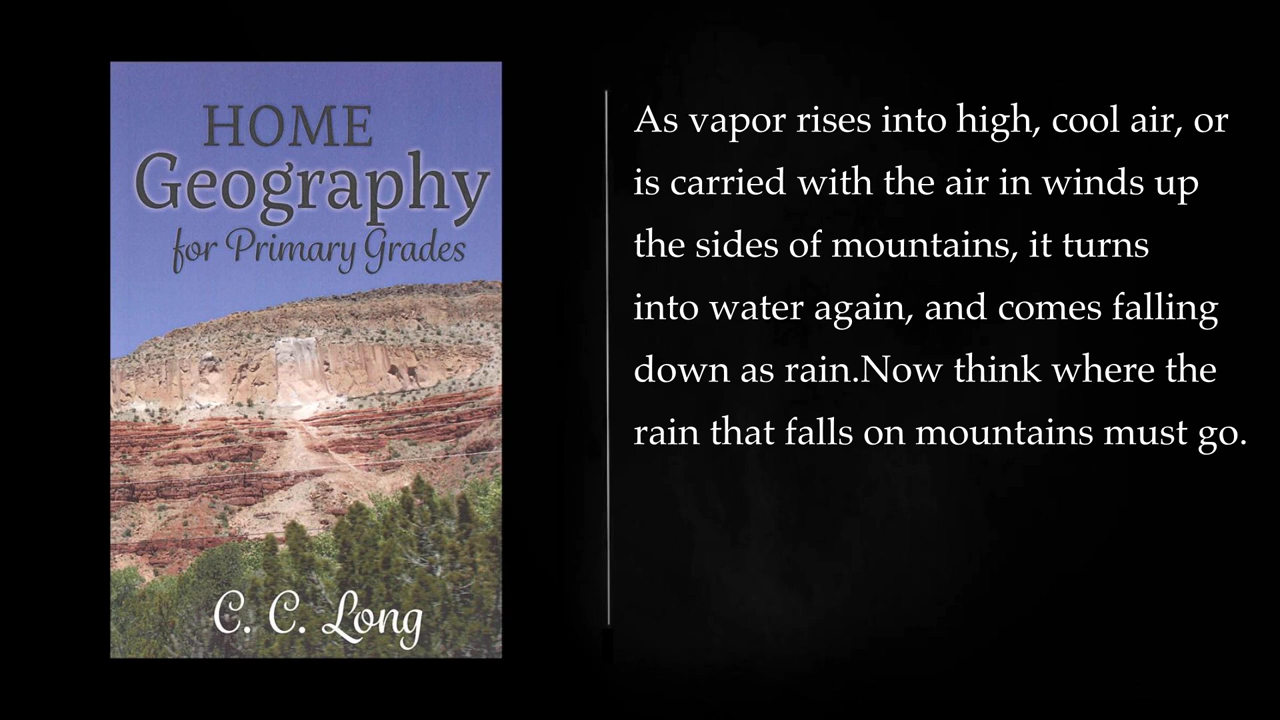 HOME
Geography
for Primary Grades
C. C. Long
As vapor rises into high, cool air, or
is carried with the air in winds up
the sides of mountains, it turns
into water again, and comes falling
down as rain.Now think where the
rain that falls on mountains must go.